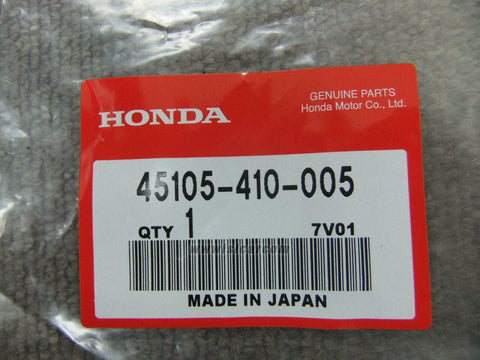 HONDA
GENUINE PARTS
Honda Motor Co., Ltd.
45105-410-005
QTY 1 7V01
MADE IN JAPAN